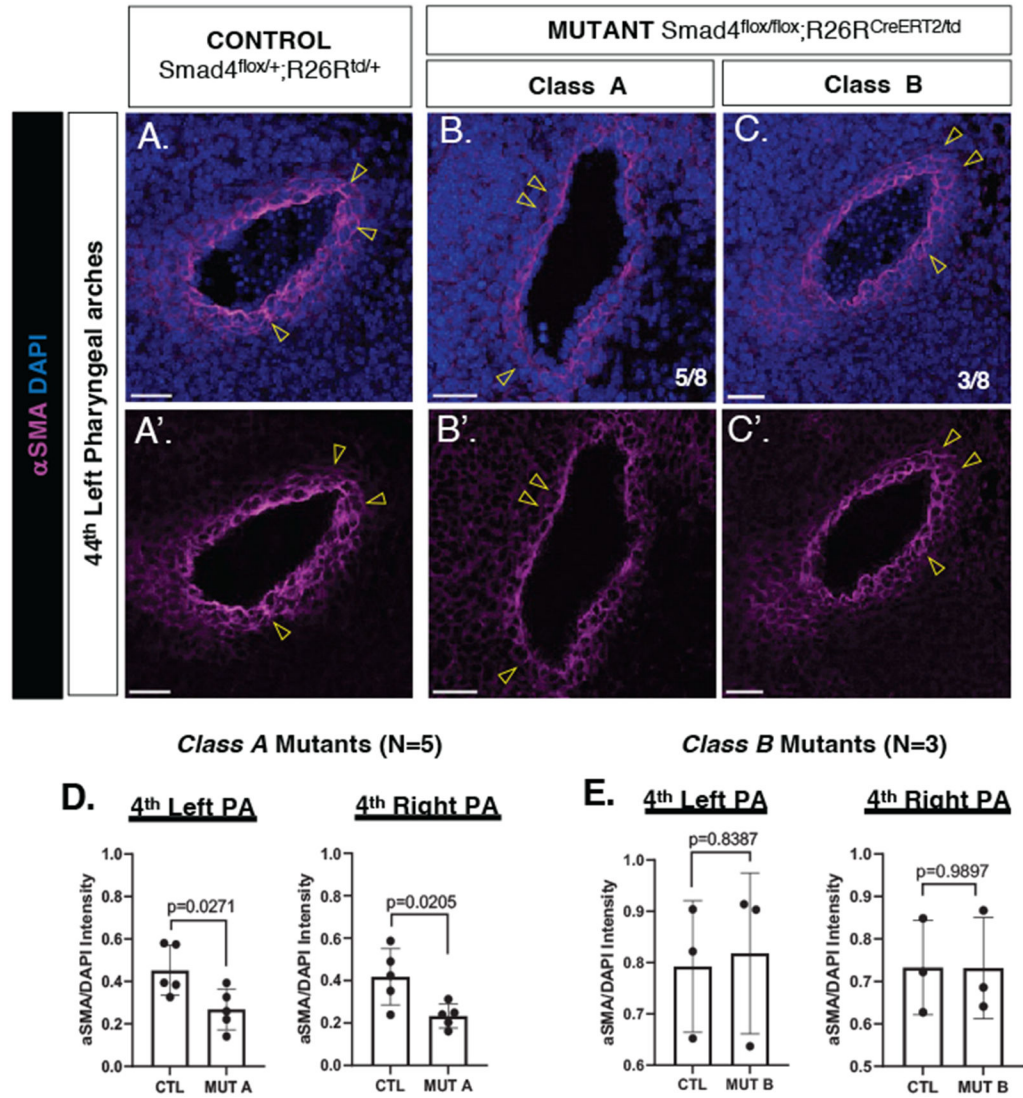 CONTROL
Smad4flox/+;R26Rtd/+
MUTANT Smad4flox/flox;R26RCreERT2/td
Class A
Class B
αSMA DAPI
44th Left Pharyngeal arches
A.
B.
5/8
C.
3/8
A'.
B'.
C'.
Class A Mutants (N=5)
Class B Mutants (N=3)
D.
4th Left PA
aSMA/DAPI Intensity
1.0
0.8
0.6
0.4
0.2
0.0
p=0.0271
CTL
MUT A
4th Right PA
aSMA/DAPI Intensity
1.0
0.8
0.6
0.4
0.2
0.0
p=0.0205
CTL
MUT A
E.
4th Left PA
aSMA/DAPI Intensity
1.0
0.9
0.8
0.7
0.6
p=0.8387
CTL
MUT B
4th Right PA
aSMA/DAPI Intensity
1.0
0.9
0.8
0.7
0.6
0.5
p=0.9897
CTL
MUT B